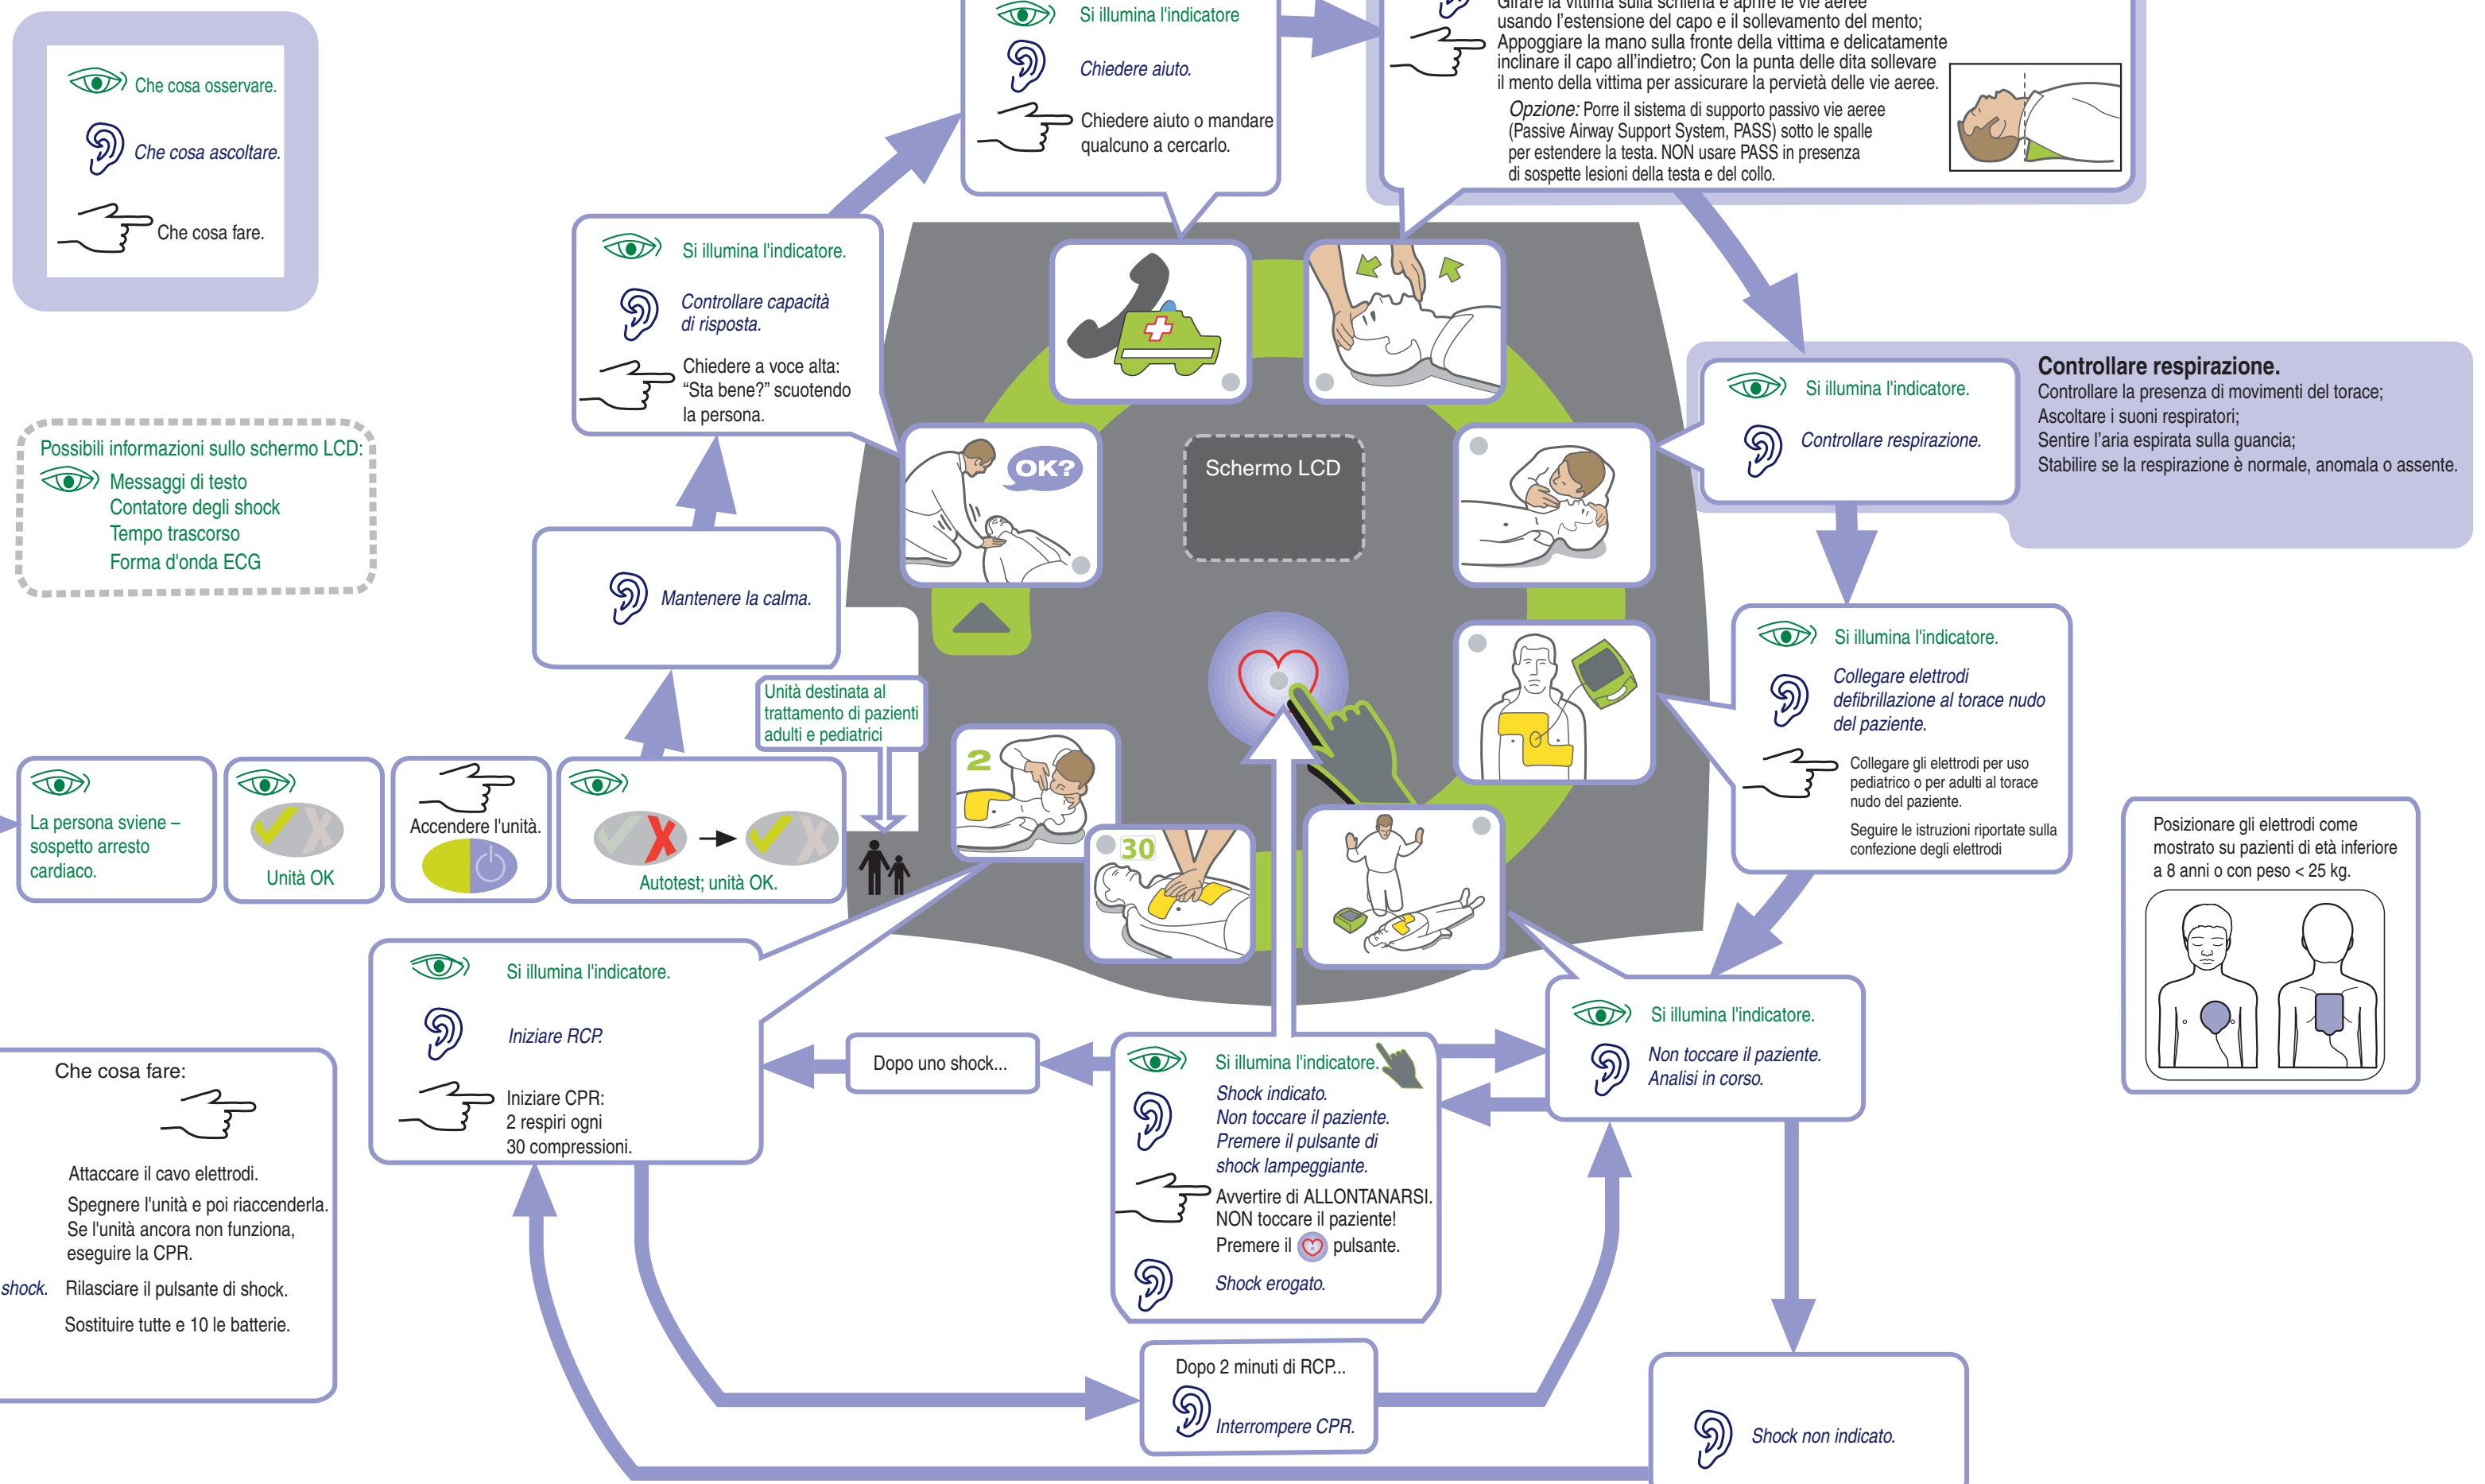 Che cosa osservare.
Che cosa ascoltare.
Che cosa fare.
Possibili informazioni sullo schermo LCD:
Messaggi di testo
Contatore degli shock
Tempo trascorso
Forma d'onda ECG
La persona sviene –
sospetto arresto
cardiaco.
Unità OK
Accendere l'unità.
Autotest; unità OK.
Unità destinata al
trattamento di pazienti
adulti e pediatrici
Mantenere la calma.
Si illumina l'indicatore.
Controllare capacità
di risposta.
Chiedere a voce alta:
“Sta bene?” scuotendo
la persona.
Si illumina l'indicatore
Chiedere aiuto.
Chiedere aiuto o mandare
qualcuno a cercarlo.
Girare la vittima sulla schiena e aprire le vie aeree
usando l’estensione del capo e il sollevamento del mento;
Appoggiare la mano sulla fronte della vittima e delicatamente
inclinare il capo all’indietro; Con la punta delle dita sollevare
il mento della vittima per assicurare la pervietà delle vie aeree.
Opzione: Porre il sistema di supporto passivo vie aeree
(Passive Airway Support System, PASS) sotto le spalle
per estendere la testa. NON usare PASS in presenza
di sospette lesioni della testa e del collo.
OK?
Schermo LCD
2
30
Si illumina l'indicatore.
Controllare respirazione.
Controllare respirazione.
Controllare la presenza di movimenti del torace;
Ascoltare i suoni respiratori;
Sentire l’aria espirata sulla guancia;
Stabilire se la respirazione è normale, anomala o assente.
Si illumina l'indicatore.
Collegare elettrodi
defibrillazione al torace nudo
del paziente.
Collegare gli elettrodi per uso
pediatrico o per adulti al torace
nudo del paziente.
Seguire le istruzioni riportate sulla
confezione degli elettrodi
Posizionare gli elettrodi come
mostrato su pazienti di età inferiore
a 8 anni o con peso < 25 kg.
Si illumina l'indicatore.
Non toccare il paziente.
Analisi in corso.
Si illumina l'indicatore.
Shock indicato.
Non toccare il paziente.
Premere il pulsante di
shock lampeggiante.
Avvertire di ALLONTANARSI.
NON toccare il paziente!
Premere il pulsante.
Shock erogato.
Dopo uno shock...
Si illumina l'indicatore.
Iniziare RCP.
Iniziare CPR:
2 respiri ogni
30 compressioni.
Dopo 2 minuti di RCP...
Interrompere CPR.
Shock non indicato.
Che cosa fare:
Attaccare il cavo elettrodi.
Spegnere l'unità e poi riaccenderla.
Se l'unità ancora non funziona,
eseguire la CPR.
shock. Rilasciare il pulsante di shock.
Sostituire tutte e 10 le batterie.